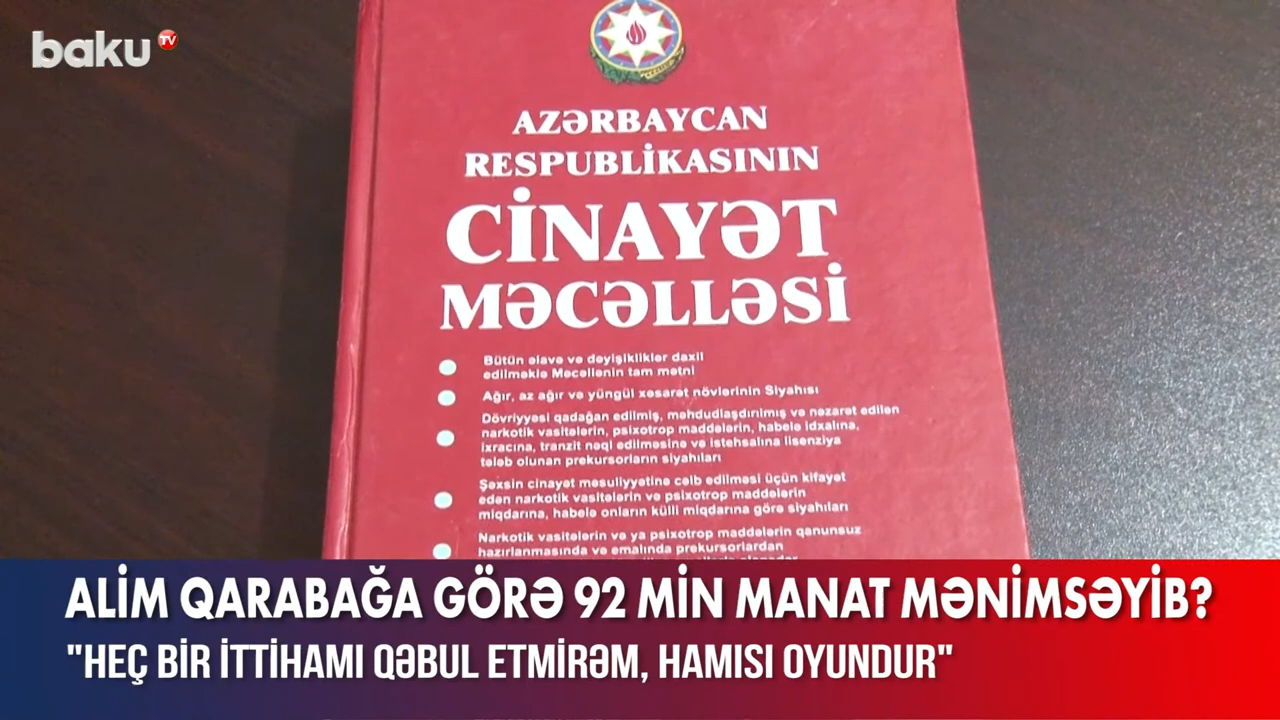 baku TV
AZƏRBAYCAN
RESPUBLİKASININ
CİNAYƏT
MƏCƏLLƏSİ
Bütün əlavə və dəyişikliklər daxil
edilməklə Məcəllənin tam mətni
Ağır, az ağır və yüngül xəsarət növlərinin Siyahısı
Dövriyyəsi qadağan edilmiş, məhdudlaşdırılmış və nəzarət edilən
narkotik vasitələrin, psixotrop maddələrin, habelə idxalına,
ixracına, tranzit nəql edilməsinə və istehsalına lisenziya
tələb olunan prekursorların siyahıları
Şəxsin cinayət məsuliyyətinə cəlb edilməsi üçün kifayət
edən narkotik vasitələrin və psixotrop maddələrin
miqdarına, habelə onların külli miqdarına görə siyahıları
Narkotik vasitələrin və ya psixotrop maddələrin qanunsuz
hazırlanmasında və emalında prekursorlardan
ALİM QARABAĞA GÖRƏ 92 MİN MANAT MƏNİMSƏYİB?
"HEÇ BİR İTTİHAMI QƏBUL ETMİRƏM, HAMISI OYUNDUR"